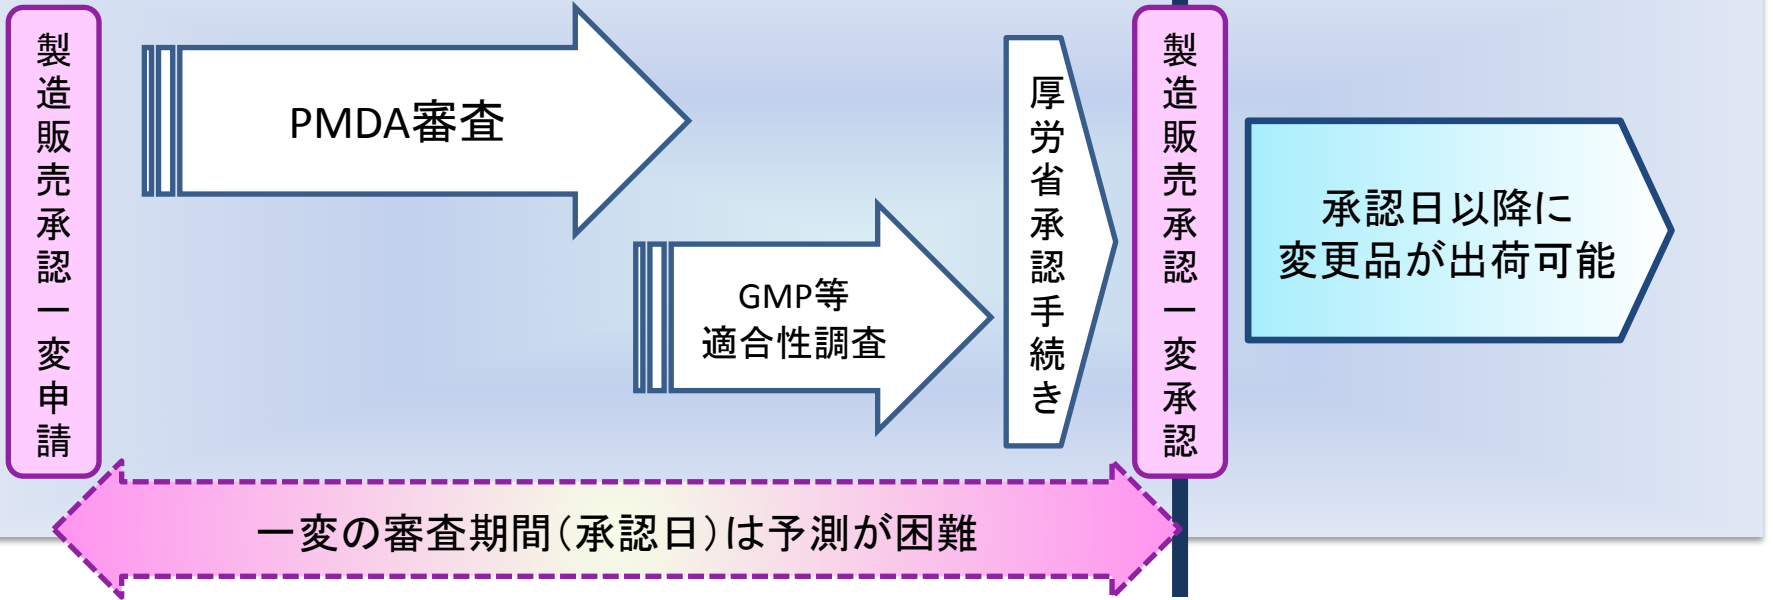 製造販売承認一変申請
PMDA審査
GMP等
適合性調査
厚労省承認手続き
製造販売承認一変承認
承認日以降に
変更品が出荷可能
一変の審査期間(承認日)は予測が困難